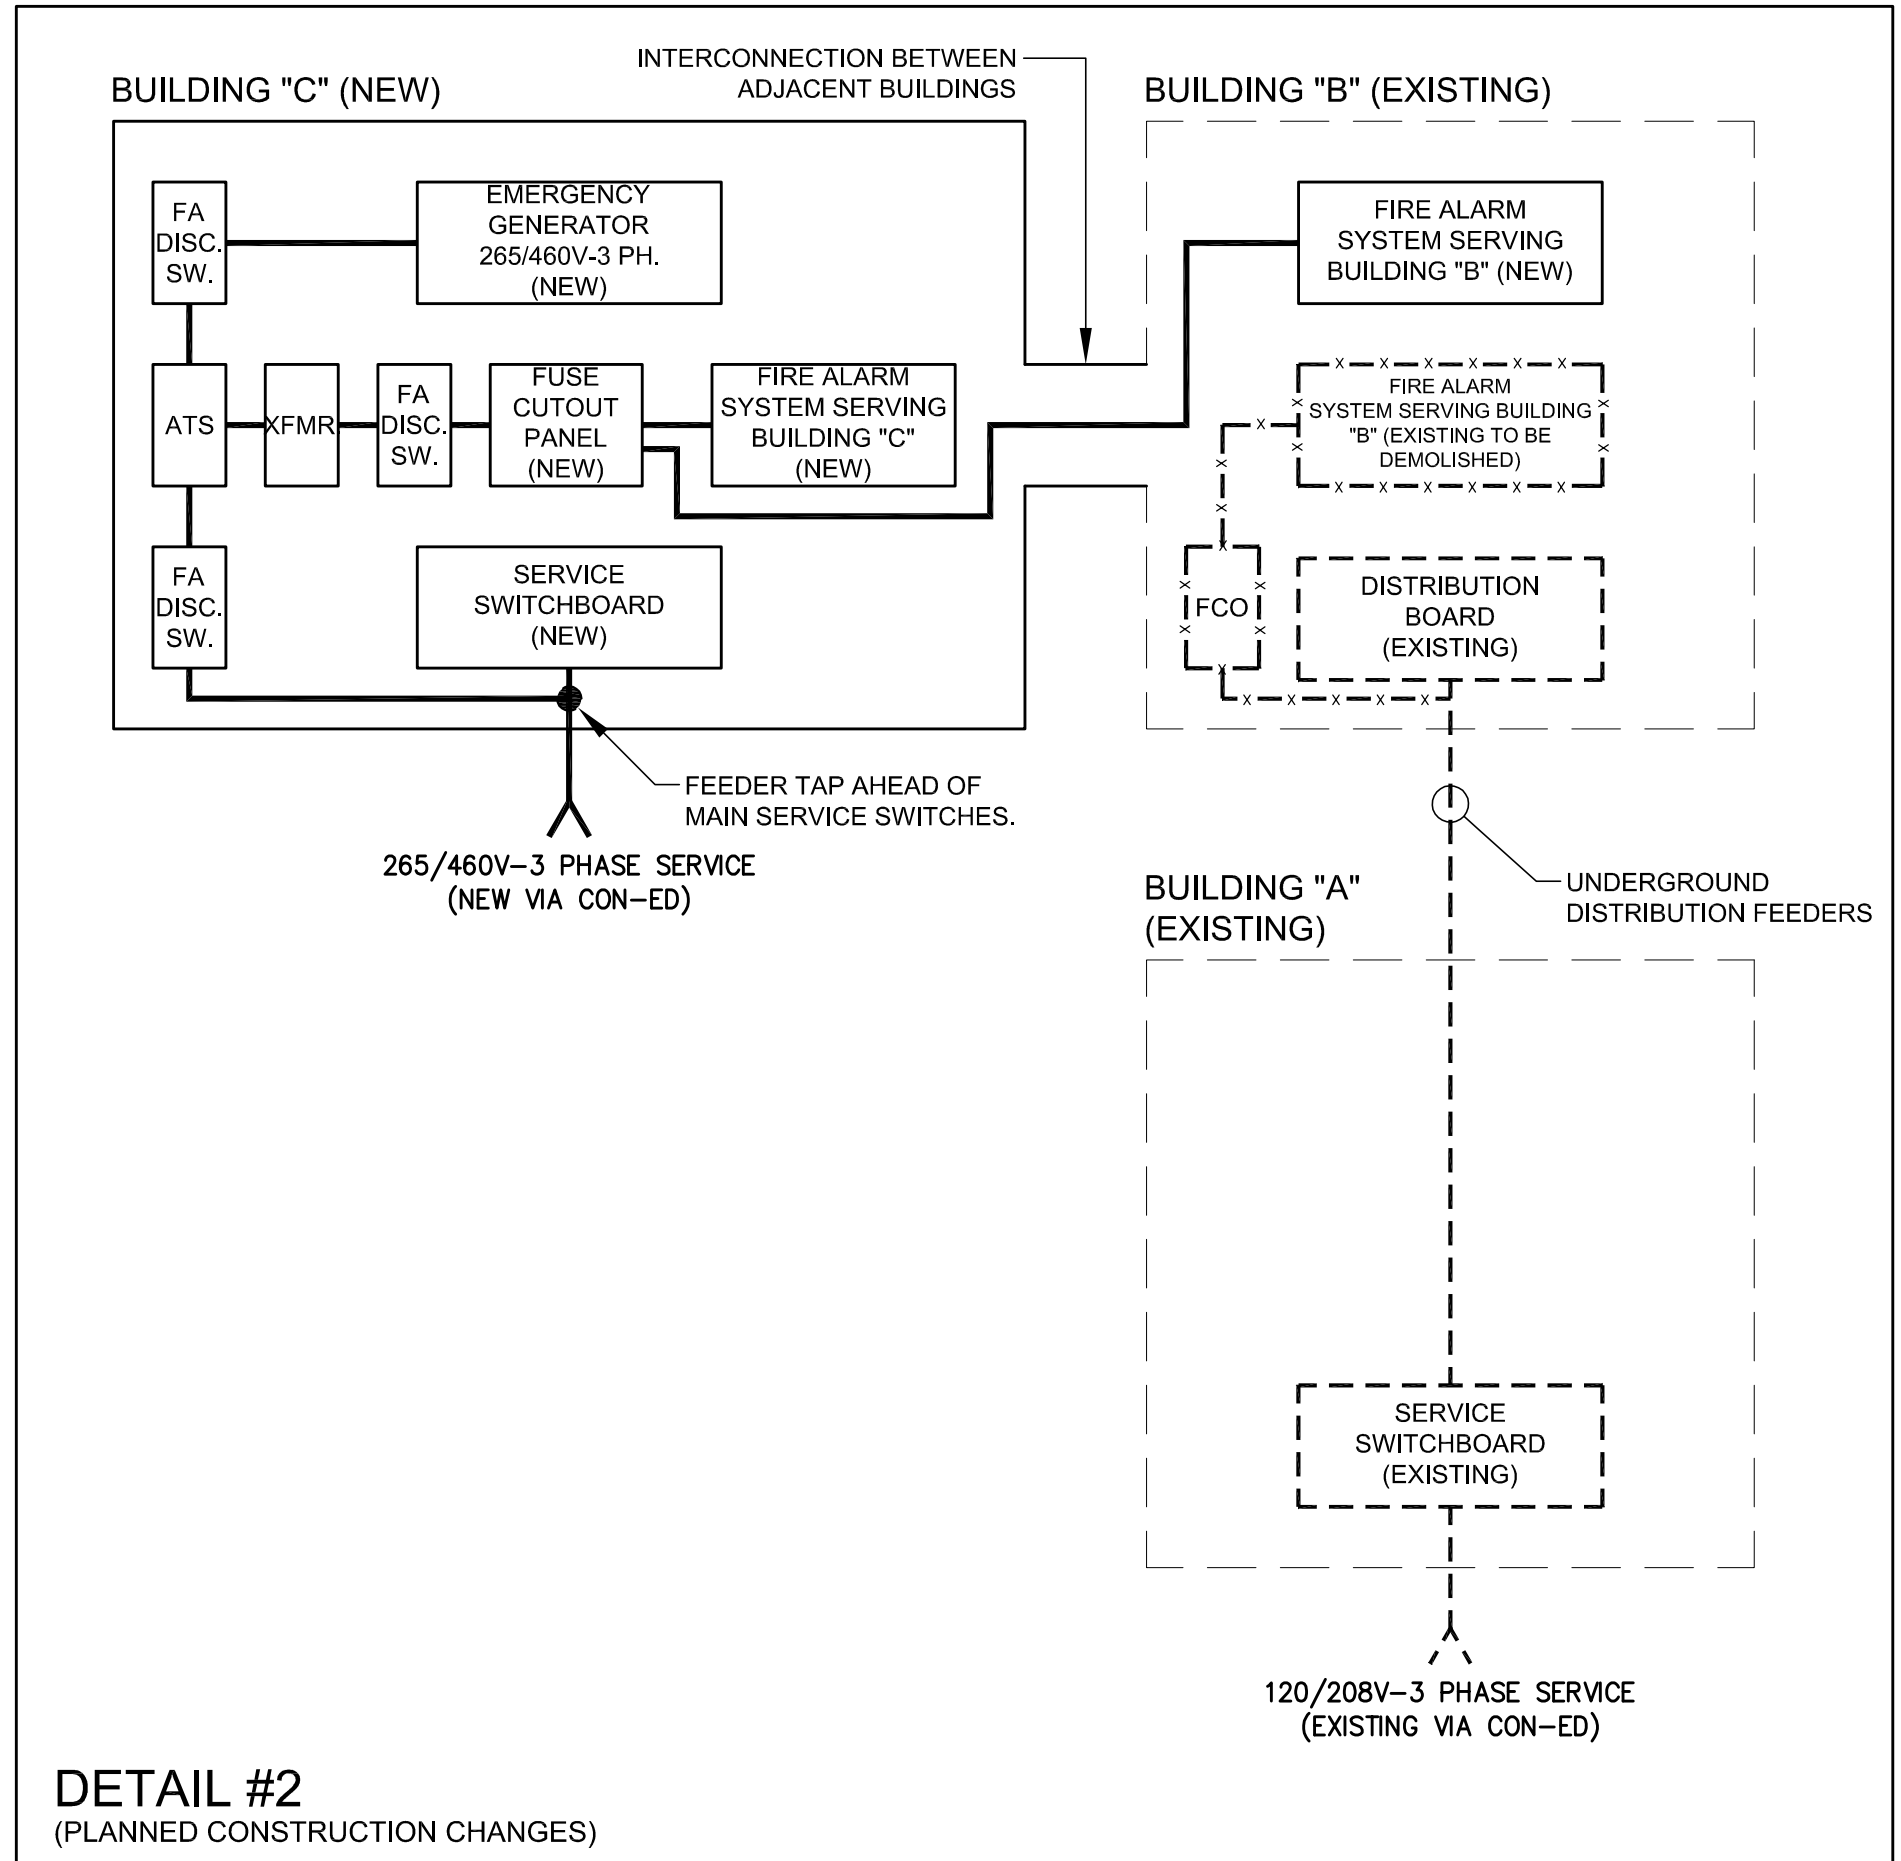 INTERCONNECTION BETWEEN
ADJACENT BUILDINGS
BUILDING "C" (NEW)
BUILDING "B" (EXISTING)
FA
DISC.
SW.
EMERGENCY
GENERATOR
265/460V-3 PH.
(NEW)
FIRE ALARM
SYSTEM SERVING
BUILDING "B" (NEW)
ATS
XFMR
FA
DISC.
SW.
FUSE
CUTOUT
PANEL
(NEW)
FIRE ALARM
SYSTEM SERVING
BUILDING "C"
(NEW)
FIRE ALARM
SYSTEM SERVING BUILDING
"B" (EXISTING TO BE
DEMOLISHED)
FA
DISC.
SW.
SERVICE
SWITCHBOARD
(NEW)
FCO
DISTRIBUTION
BOARD
(EXISTING)
FEEDER TAP AHEAD OF
MAIN SERVICE SWITCHES.
265/460V-3 PHASE SERVICE
(NEW VIA CON-ED)
BUILDING "A"
(EXISTING)
UNDERGROUND
DISTRIBUTION FEEDERS
SERVICE
SWITCHBOARD
(EXISTING)
120/208V-3 PHASE SERVICE
(EXISTING VIA CON-ED)
DETAIL #2
(PLANNED CONSTRUCTION CHANGES)